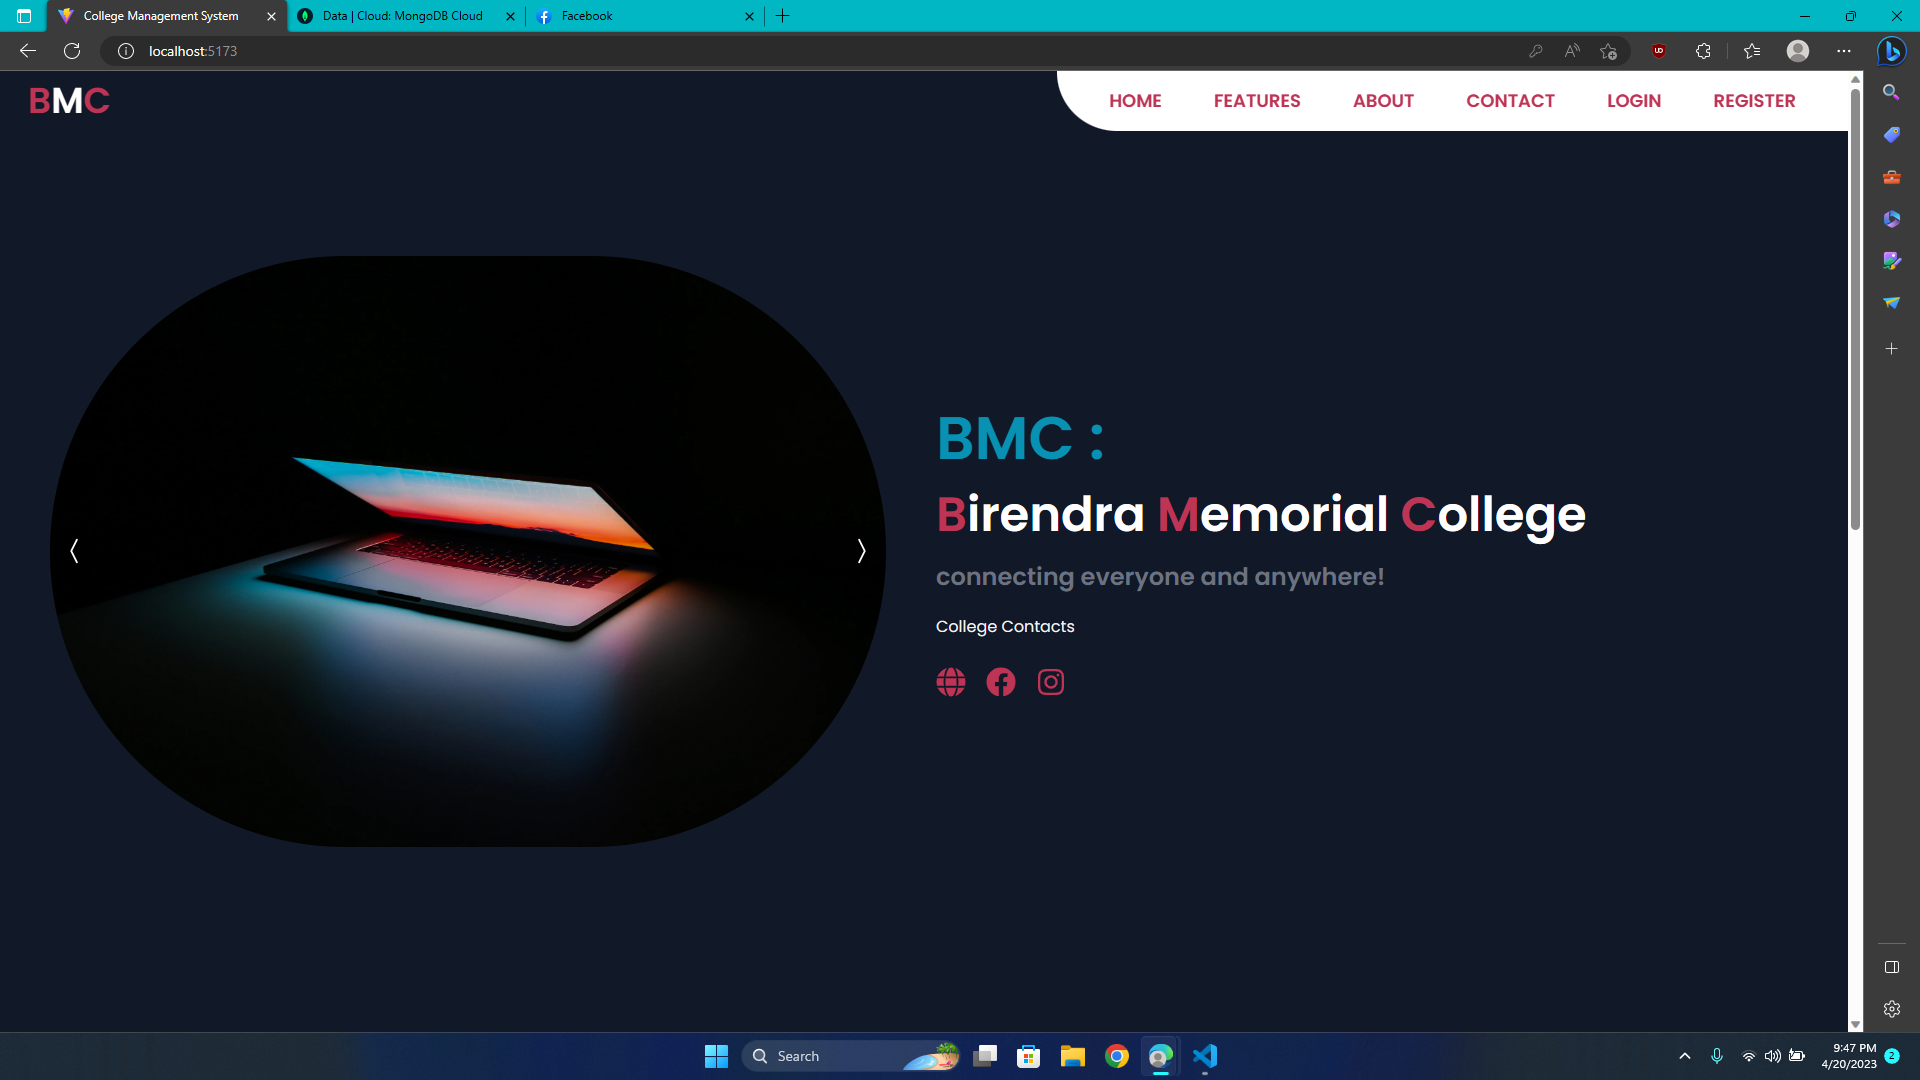 College Management System
Data | Cloud: MongoDB Cloud
Facebook
localhost:5173
BMC
HOME
FEATURES
ABOUT
CONTACT
LOGIN
REGISTER
BMC :
Birendra Memorial College
connecting everyone and anywhere!
College Contacts
Search
9:47 PM
4/20/2023
2